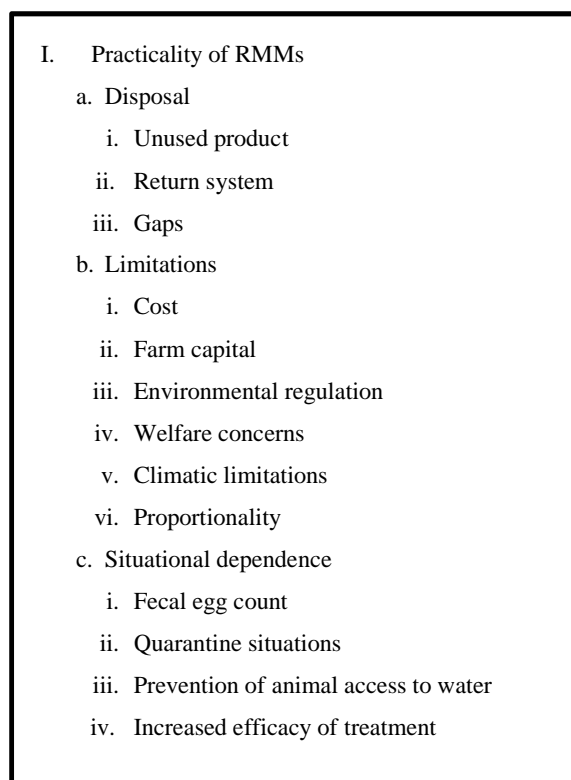 I. Practicality of RMMs
a. Disposal
i. Unused product
ii. Return system
iii. Gaps
b. Limitations
i. Cost
ii. Farm capital
iii. Environmental regulation
iv. Welfare concerns
v. Climatic limitations
vi. Proportionality
c. Situational dependence
i. Fecal egg count
ii. Quarantine situations
iii. Prevention of animal access to water
iv. Increased efficacy of treatment